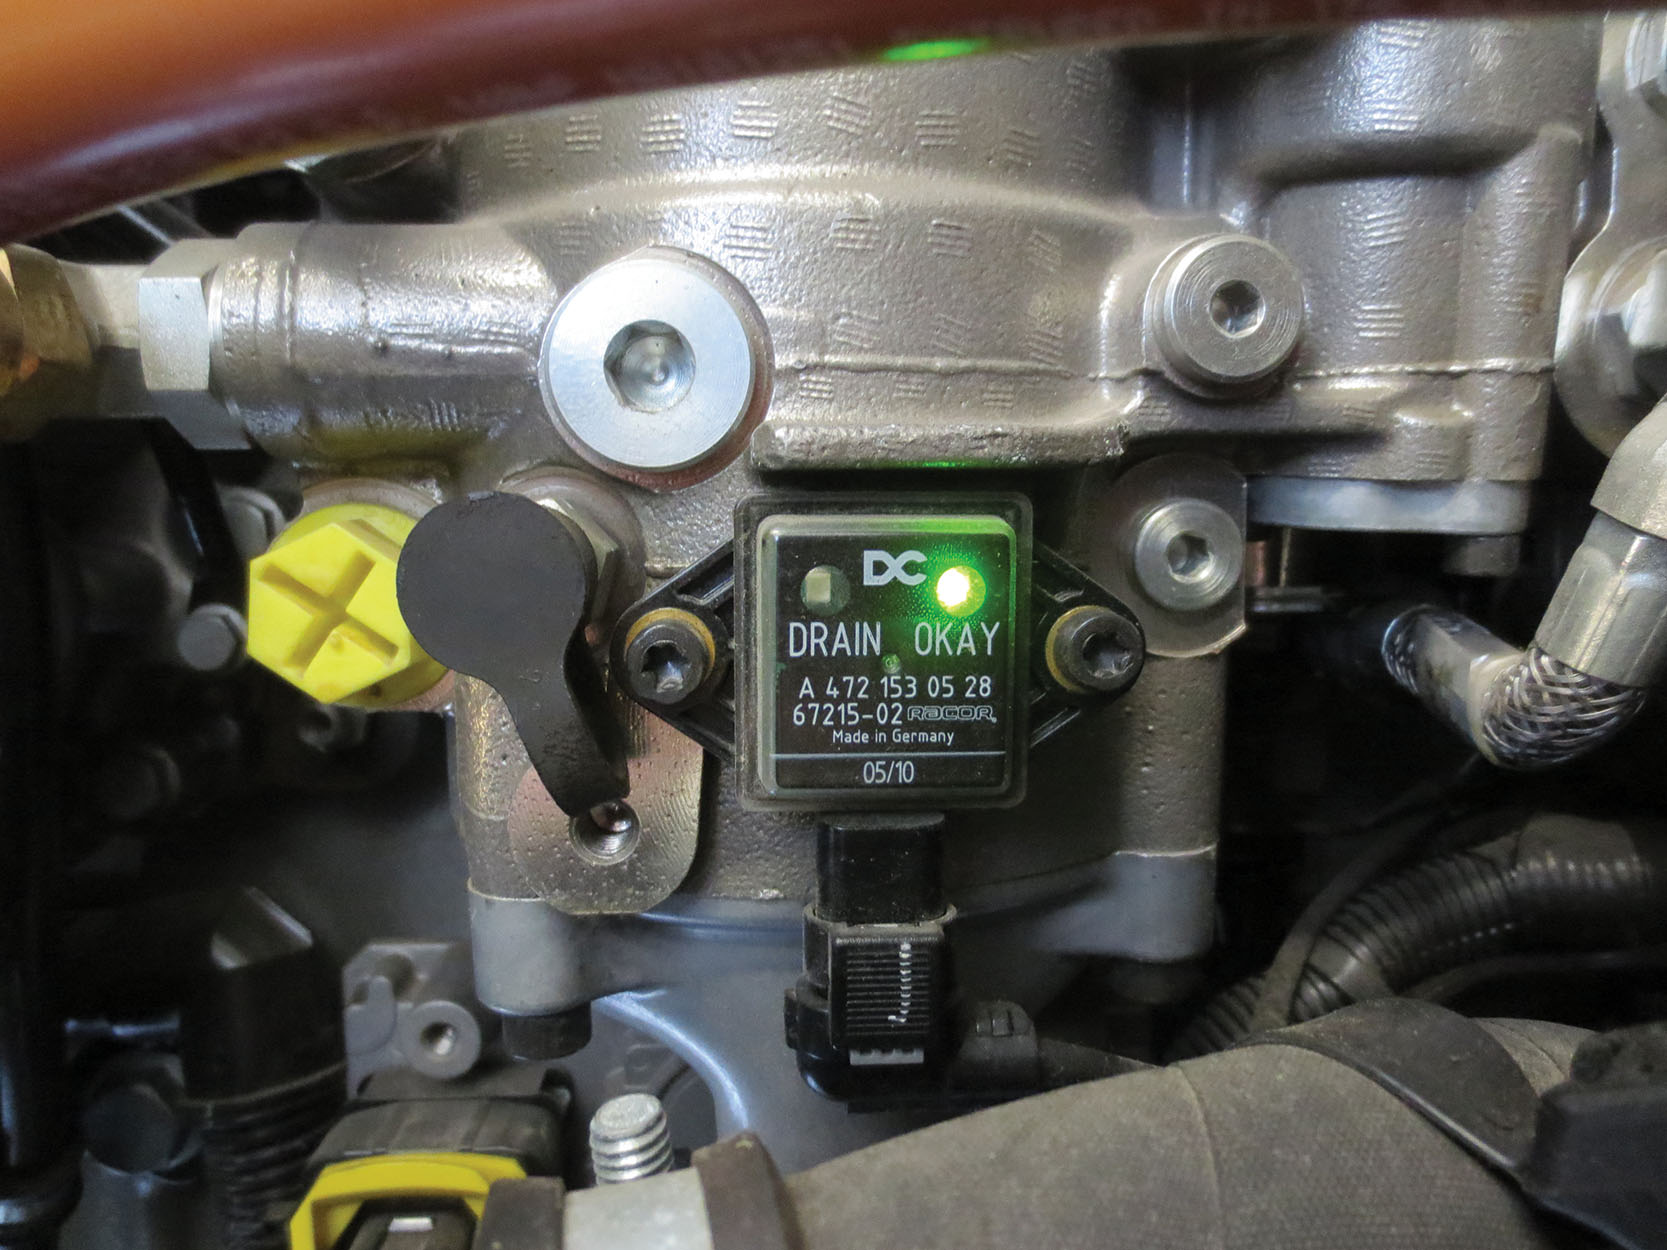 DC
DRAIN OKAY
A 472 153 05 28
67215-02 RACOR®
Made in Germany
05/10